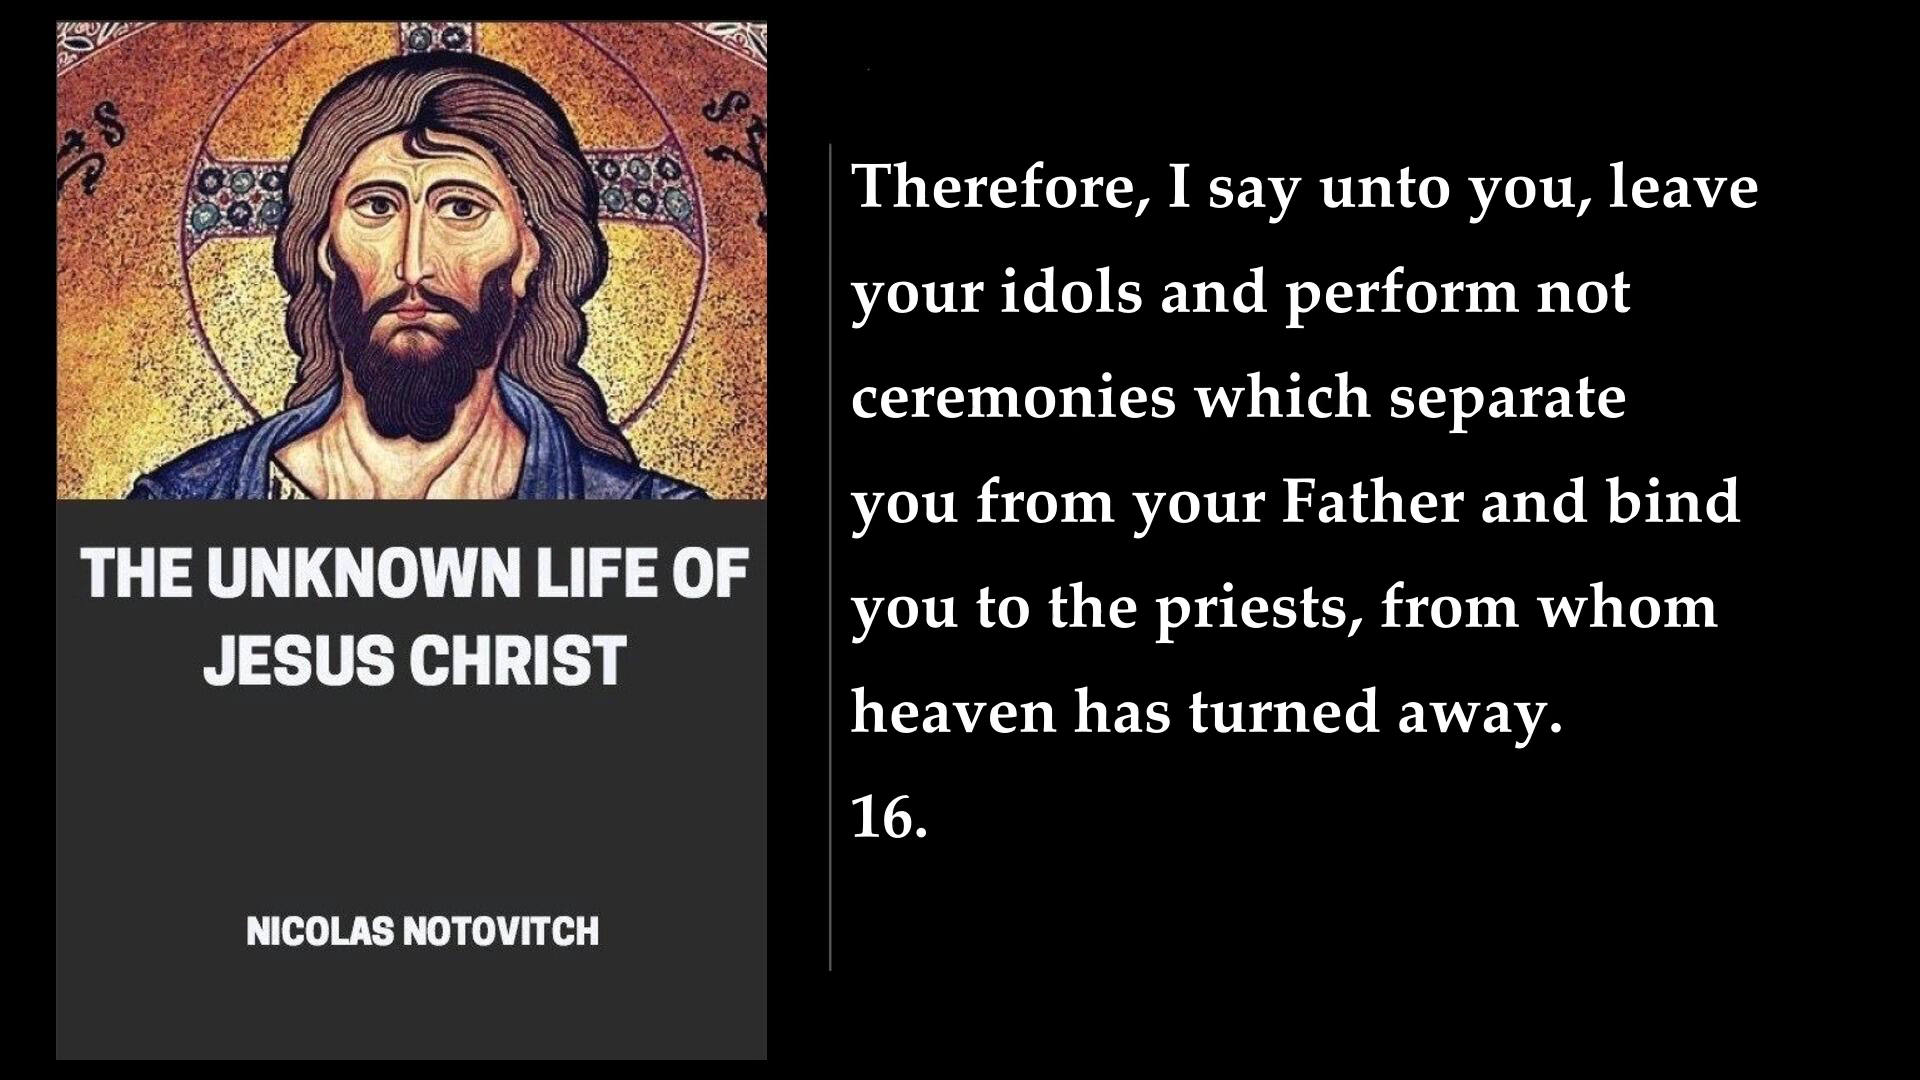 THE UNKNOWN LIFE OF
JESUS CHRIST
NICOLAS NOTOVITCH
Therefore, I say unto you, leave
your idols and perform not
ceremonies which separate
you from your Father and bind
you to the priests, from whom
heaven has turned away.
16.